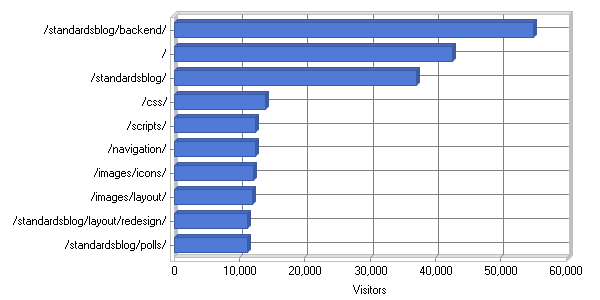 /standardsblog/backend/
/
/standardsblog/
/css/
/scripts/
/navigation/
/images/icons/
/images/layout/
/standardsblog/layout/redesign/
/standardsblog/polls/
0 10,000 20,000 30,000 40,000 50,000 60,000
Visitors